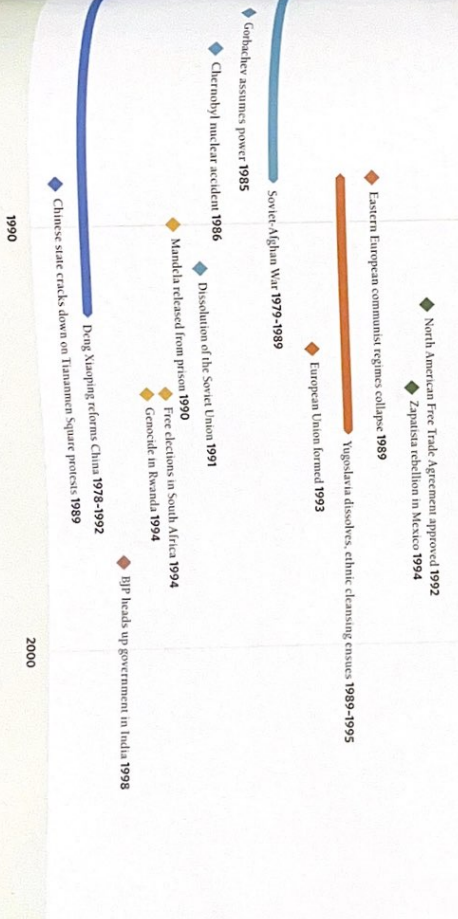 North American Free Trade Agreement approved 1992
Zapatista rebellion in Mexico 1994
Eastern European communist regimes collapse 1989
Yugoslavia dissolves, ethnic cleansing ensues 1989–1995
European Union formed 1993
Soviet-Afghan War 1979–1989
Gorbachev assumes power 1985
Chernobyl nuclear accident 1986
Dissolution of the Soviet Union 1991
Mandela released from prison 1990
Free elections in South Africa 1994
Genocide in Rwanda 1994
BJP heads up government in India 1998
Deng Xiaoping reforms China 1978–1992
Chinese state cracks down on Tiananmen Square protests 1989
1990
2000